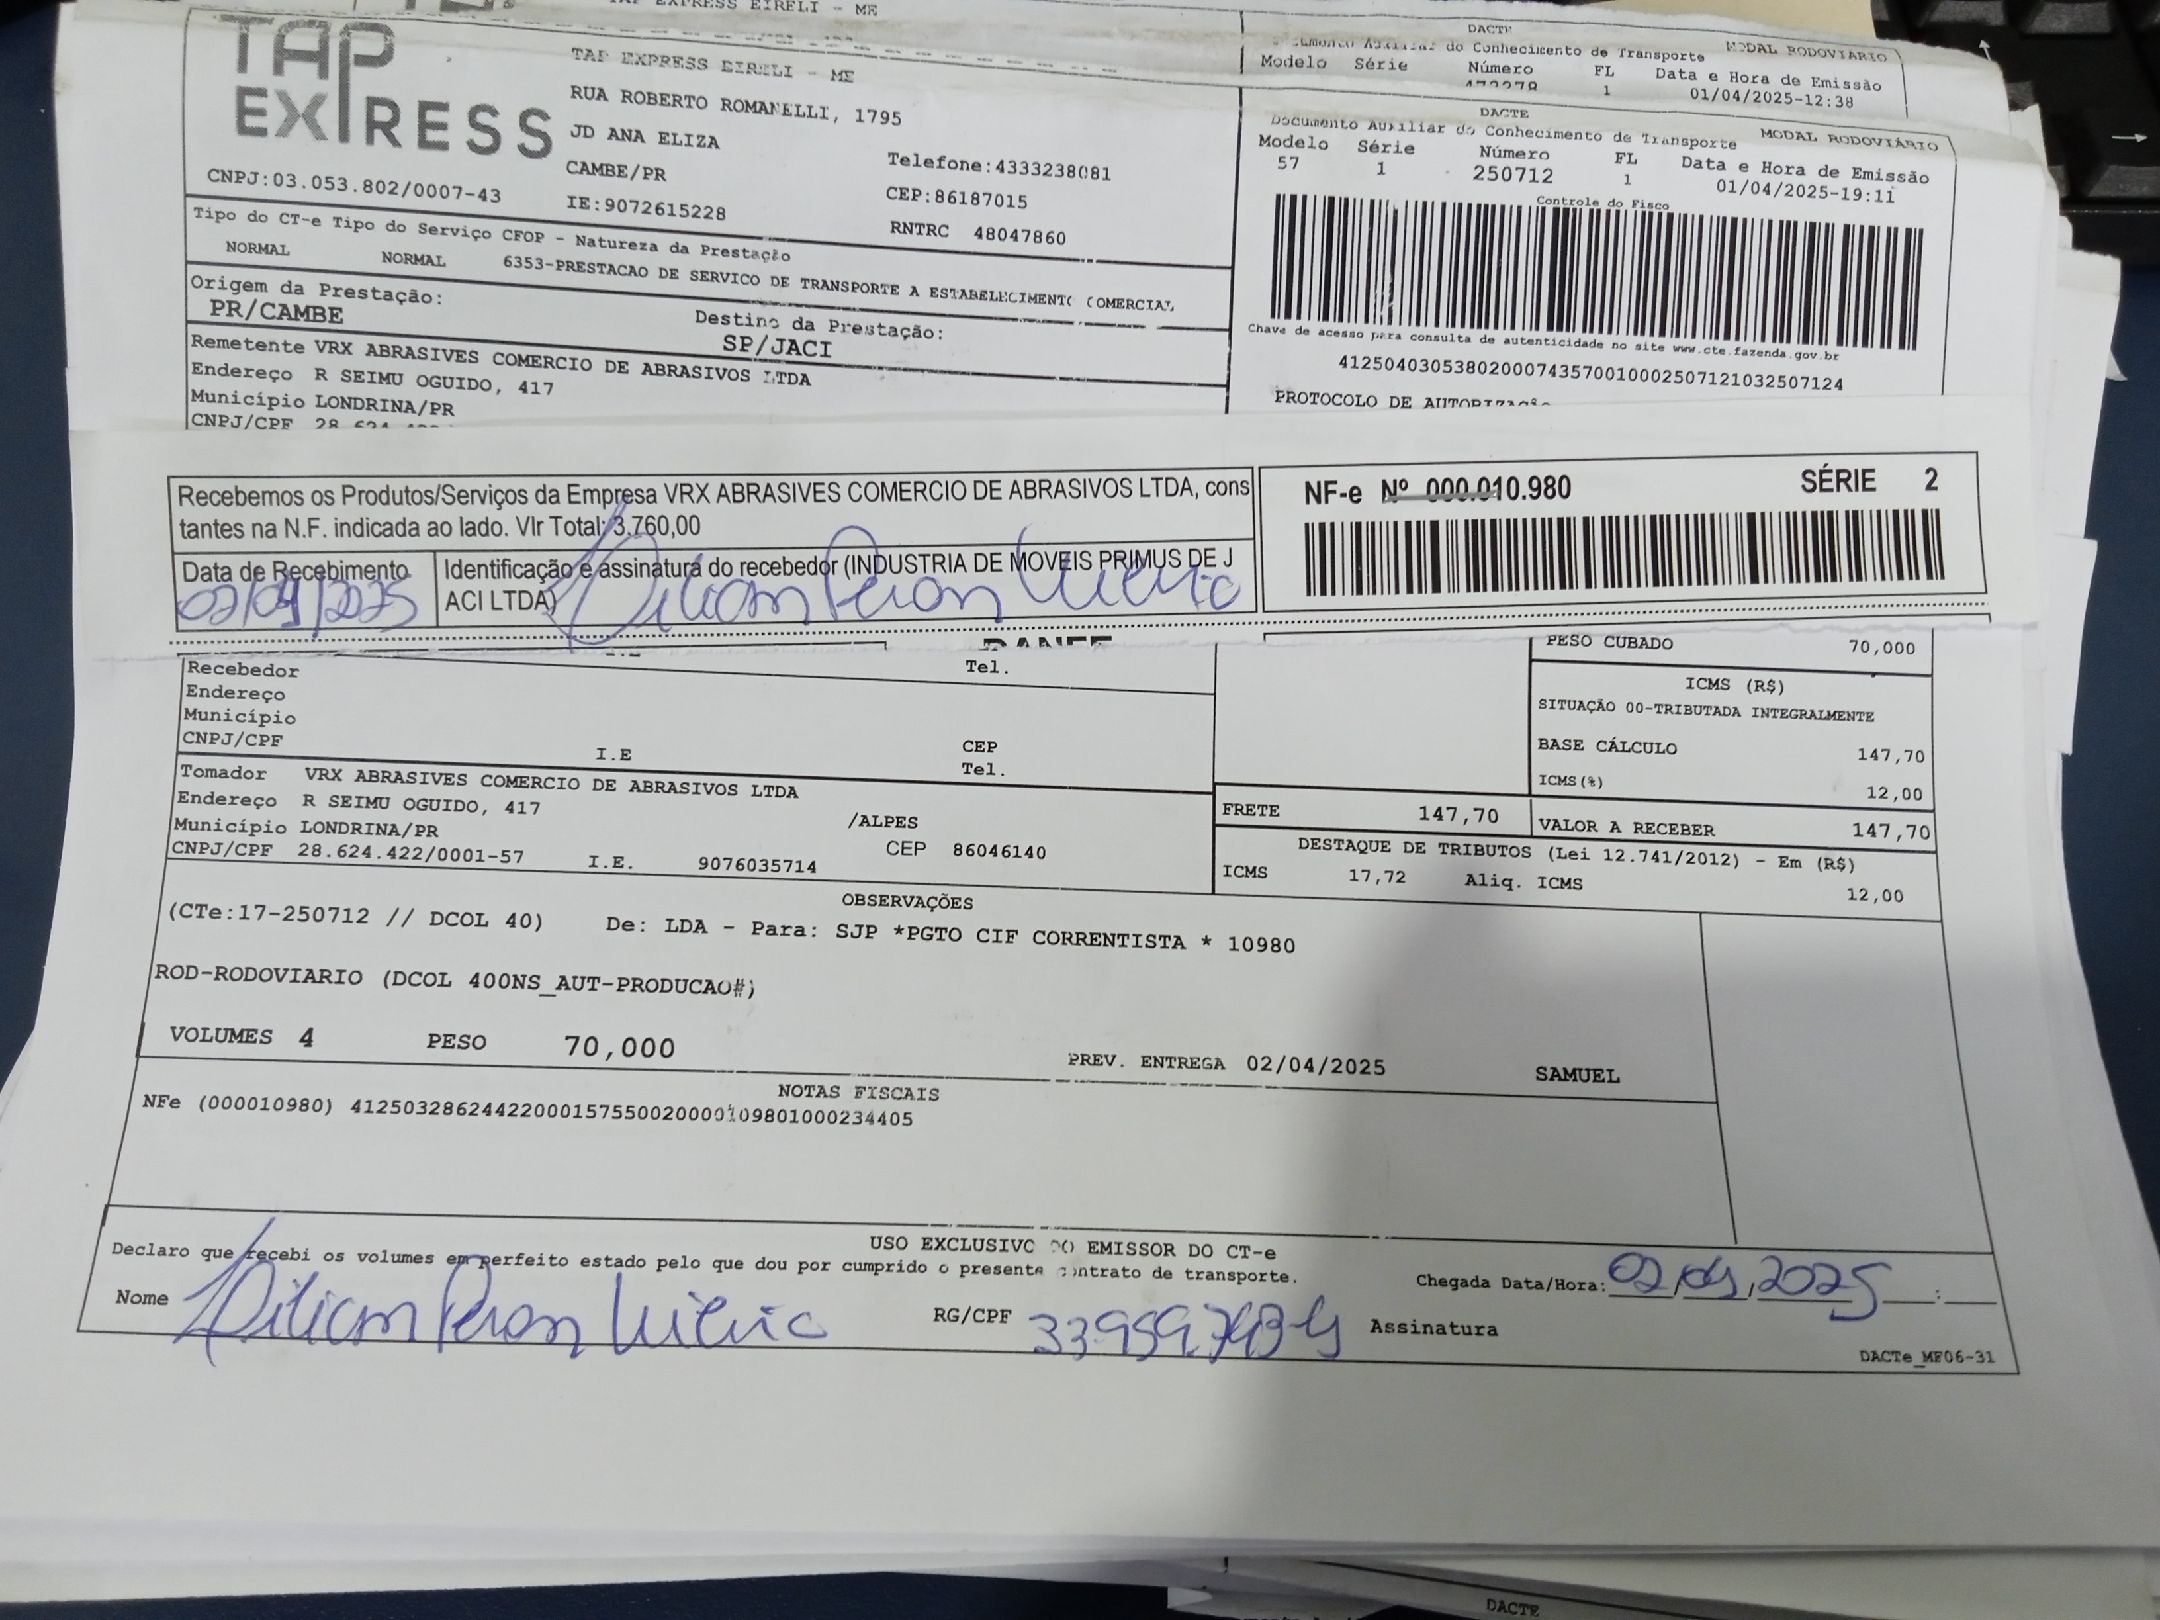 TAP EXPRESS EIRELI - ME
DACTE
Documento Auxiliar do Conhecimento de Transporte MODAL RODOVIÁRIO
Modelo Série Número FL Data e Hora de Emissão
1 01/04/2025-12:38
TAP EXPRESS
TAP EXPRESS EIRELI - ME
RUA ROBERTO ROMANELLI, 1795
JD ANA ELIZA
CAMBE/PR Telefone:4333238081
CNPJ:03.053.802/0007-43 IE:9072615228 CEP:86187015
RNTRC 48047860
DACTE
Documento Auxiliar do Conhecimento de Transporte MODAL RODOVIÁRIO
Modelo Série Número FL Data e Hora de Emissão
57 1 250712 1 01/04/2025-19:11
Controle do Fisco
Tipo do CT-e Tipo do Serviço CFOP - Natureza da Prestação
NORMAL NORMAL 6353-PRESTACAO DE SERVICO DE TRANSPORTE A ESTABELECIMENTO COMERCIAL
Origem da Prestação: Destino da Prestação:
PR/CAMBE SP/JACI
Chave de acesso para consulta de autenticidade no site www.cte.fazenda.gov.br
41250403053802000743570010002507121032507124
PROTOCOLO DE AUTORIZAÇÃO
Remetente VRX ABRASIVES COMERCIO DE ABRASIVOS LTDA
Endereço R SEIMU OGUIDO, 417
Município LONDRINA/PR
CNPJ/CPF 28.624.
Recebemos os Produtos/Serviços da Empresa VRX ABRASIVES COMERCIO DE ABRASIVOS LTDA, cons
tantes na N.F. indicada ao lado. Vlr Total: 3.760,00
NF-e Nº 000.010.980 SÉRIE 2
Data de Recebimento Identificação e assinatura do recebedor (INDUSTRIA DE MOVEIS PRIMUS DE J
ACI LTDA)
02/04/2025
DANFE
Recebedor Tel.
Endereço
Município
CNPJ/CPF I.E CEP
Tel.
PESO CUBADO 70,000
ICMS (R$)
SITUAÇÃO 00-TRIBUTADA INTEGRALMENTE
BASE CÁLCULO 147,70
ICMS(%) 12,00
Tomador VRX ABRASIVES COMERCIO DE ABRASIVOS LTDA
Endereço R SEIMU OGUIDO, 417
Município LONDRINA/PR /ALPES
CNPJ/CPF 28.624.422/0001-57 I.E. 9076035714 CEP 86046140
FRETE 147,70 VALOR A RECEBER 147,70
DESTAQUE DE TRIBUTOS (Lei 12.741/2012) - Em (R$)
ICMS 17,72 Aliq. ICMS 12,00
OBSERVAÇÕES
(CTe:17-250712 // DCOL 40) De: LDA - Para: SJP *PGTO CIF CORRENTISTA * 10980
ROD-RODOVIARIO (DCOL 400NS_AUT-PRODUCAO#)
VOLUMES 4 PESO 70,000 PREV. ENTREGA 02/04/2025 SAMUEL
NOTAS FISCAIS
NFe (000010980) 41250328624422000157550020000109801000234405
USO EXCLUSIVO DO EMISSOR DO CT-e
Declaro que recebi os volumes em perfeito estado pelo que dou por cumprido o presente contrato de transporte.
Chegada Data/Hora: 02/04/2025 :
Nome RG/CPF 33959.743-4 Assinatura
DACTe_MF06-31
DACTE